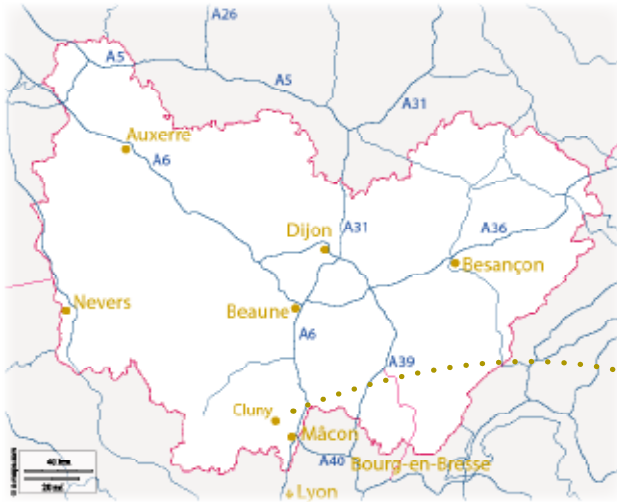 A26
A5
A5
A31
Auxerre
A6
A31
A36
Dijon
Besançon
Nevers
Beaune
A6
A39
Cluny
Mâcon
A40
Bourg-en-Bresse
40 km
20 mi
Lyon